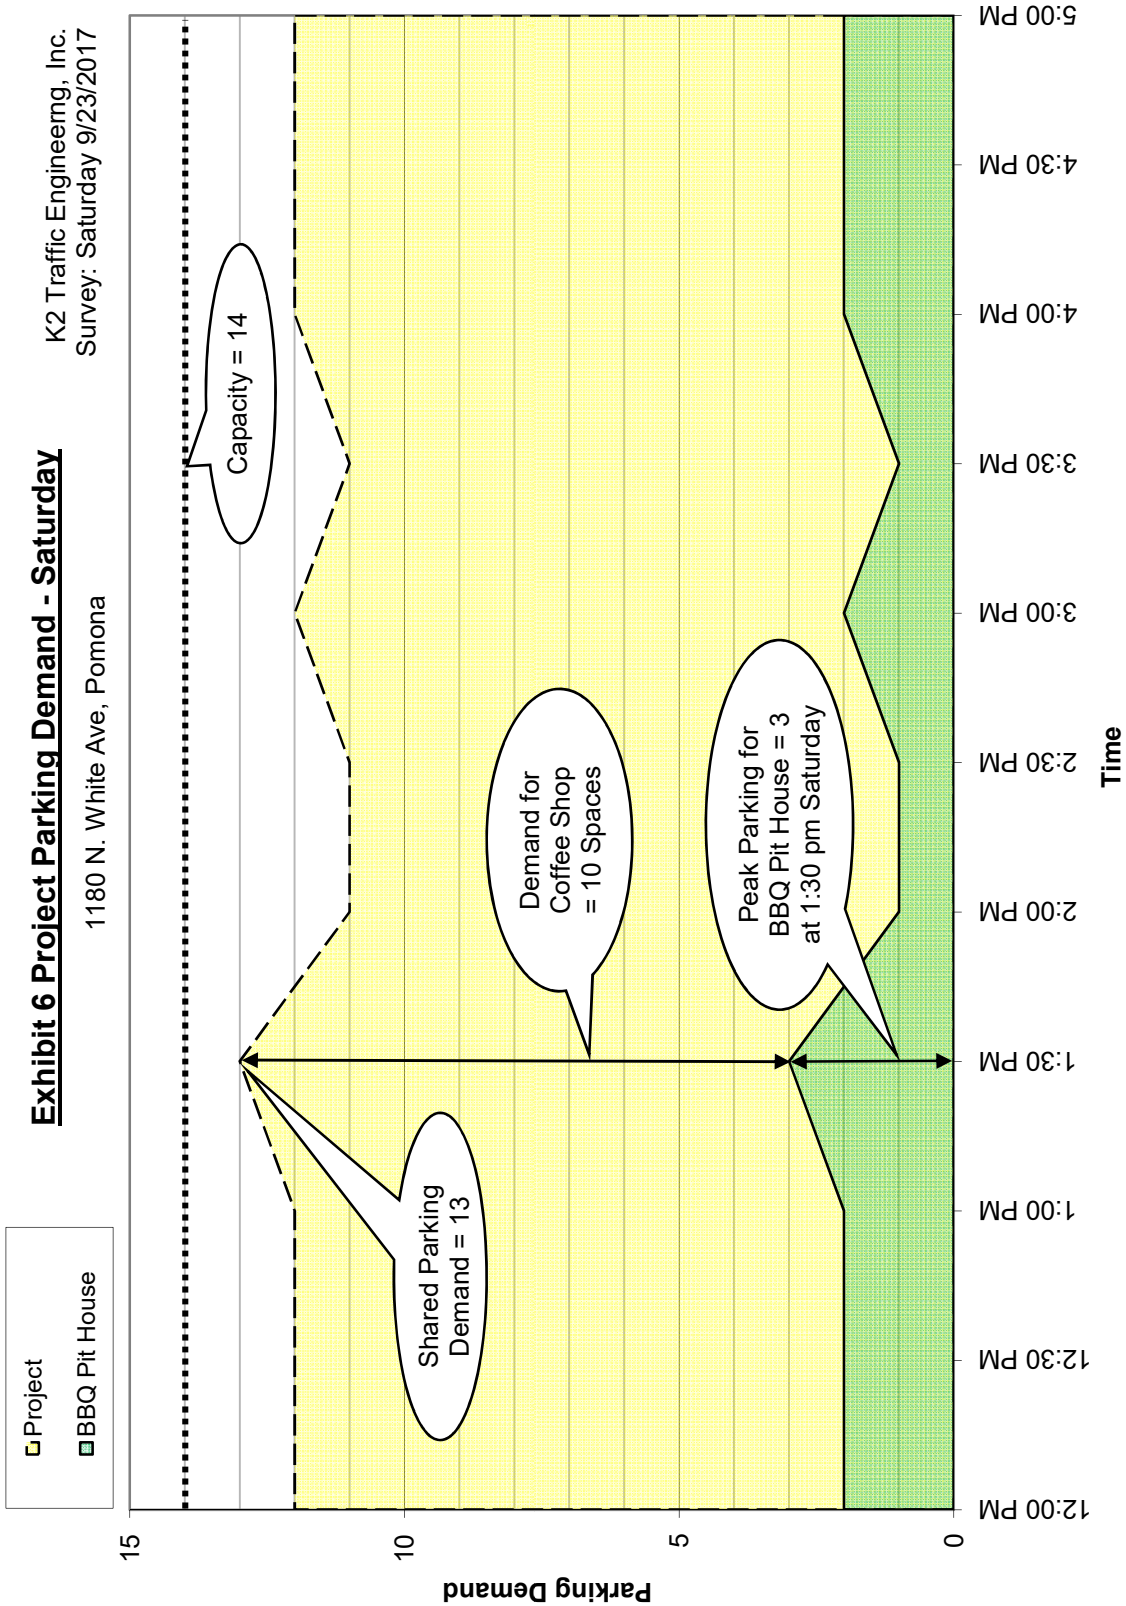 Exhibit 6 Project Parking Demand - Saturday
1180 N. White Ave, Pomona
K2 Traffic Engineerng, Inc.
Survey: Saturday 9/23/2017
Project
BBQ Pit House
Capacity = 14
Shared Parking
Demand = 13
Demand for
Coffee Shop
= 10 Spaces
Peak Parking for
BBQ Pit House = 3
at 1:30 pm Saturday
Parking Demand
15
10
5
0
12:00 PM
12:30 PM
1:00 PM
1:30 PM
2:00 PM
2:30 PM
3:00 PM
3:30 PM
4:00 PM
4:30 PM
5:00 PM
Time